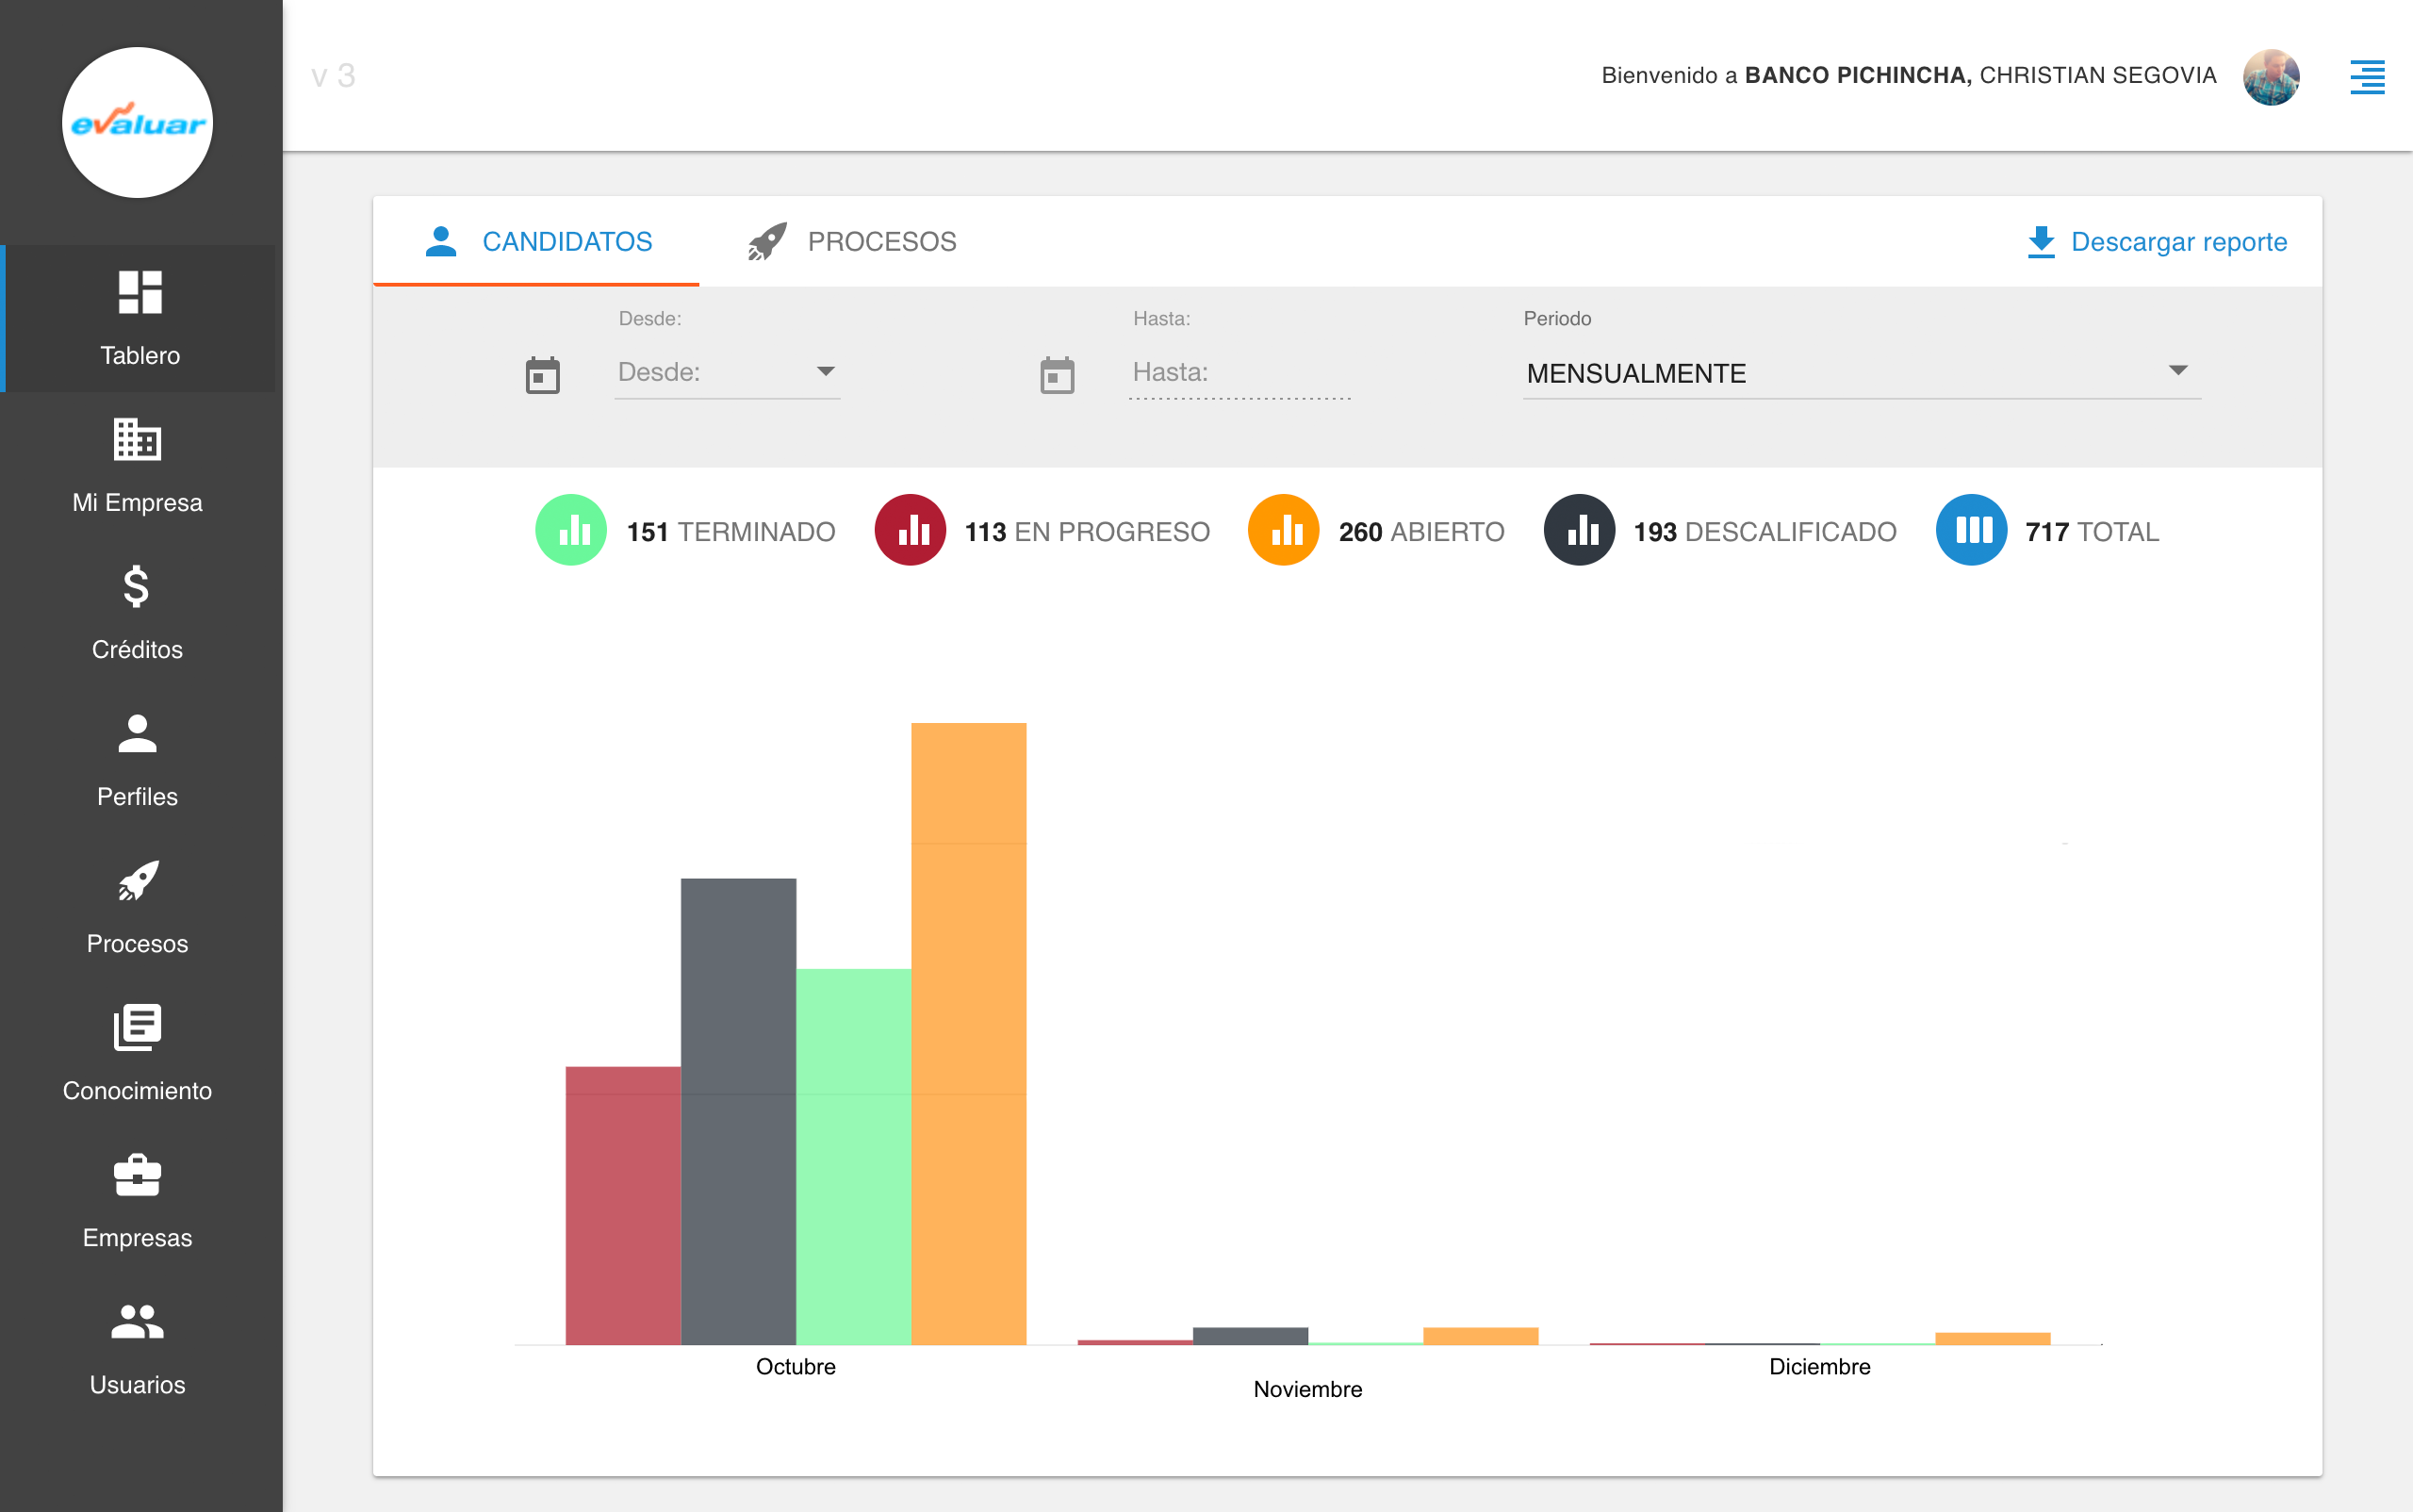 evaluar
v 3
Bienvenido a BANCO PICHINCHA, CHRISTIAN SEGOVIA
Tablero
Mi Empresa
Créditos
Perfiles
Procesos
Conocimiento
Empresas
Usuarios
CANDIDATOS
PROCESOS
Descargar reporte
Desde:
Hasta:
Periodo
Desde:
Hasta:
MENSUALMENTE
151 TERMINADO
113 EN PROGRESO
260 ABIERTO
193 DESCALIFICADO
717 TOTAL
Octubre
Noviembre
Diciembre